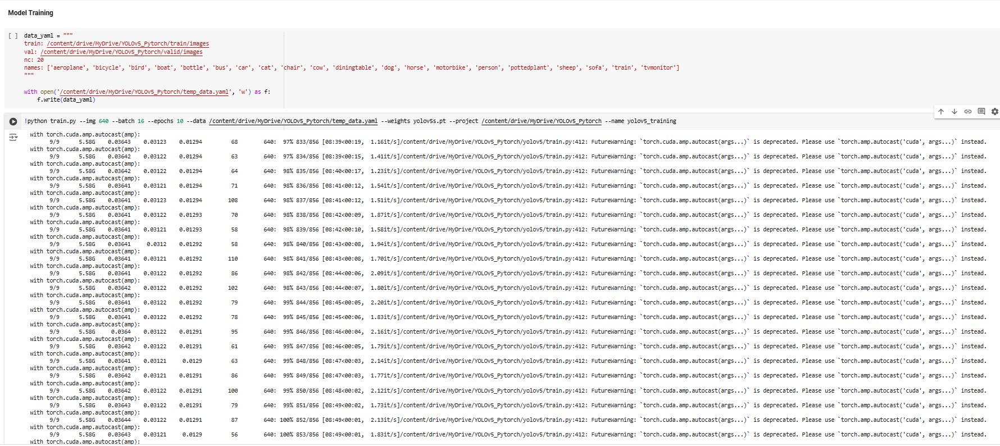 Model Training
[ ] data_yaml = """
train: /content/drive/MyDrive/YOLOv5_Pytorch/train/images
val: /content/drive/MyDrive/YOLOv5_Pytorch/valid/images
nc: 20
names: ['aeroplane', 'bicycle', 'bird', 'boat', 'bottle', 'bus', 'car', 'cat', 'chair', 'cow', 'diningtable', 'dog', 'horse', 'motorbike', 'person', 'pottedplant', 'sheep', 'sofa', 'train', 'tvmonitor']
"""
with open('/content/drive/MyDrive/YOLOv5_Pytorch/temp_data.yaml', 'w') as f:
f.write(data_yaml)
!python train.py --img 640 --batch 16 --epochs 10 --data /content/drive/MyDrive/YOLOv5_Pytorch/temp_data.yaml --weights yolov5s.pt --project /content/drive/MyDrive/YOLOv5_Pytorch --name yolov5_training
with torch.cuda.amp.autocast(amp):
9/9 5.58G 0.03643 0.03123 0.01294 68 640: 97% 833/856 [08:39<00:19, 1.16it/s]/content/drive/MyDrive/YOLOv5_Pytorch/yolov5/train.py:412: FutureWarning: `torch.cuda.amp.autocast(args...)` is deprecated. Please use `torch.amp.autocast('cuda', args...)` instead.
with torch.cuda.amp.autocast(amp):
9/9 5.58G 0.03642 0.03122 0.01294 63 640: 97% 834/856 [08:39<00:15, 1.41it/s]/content/drive/MyDrive/YOLOv5_Pytorch/yolov5/train.py:412: FutureWarning: `torch.cuda.amp.autocast(args...)` is deprecated. Please use `torch.amp.autocast('cuda', args...)` instead.
with torch.cuda.amp.autocast(amp):
9/9 5.58G 0.03642 0.03122 0.01294 64 640: 98% 835/856 [08:40<00:17, 1.23it/s]/content/drive/MyDrive/YOLOv5_Pytorch/yolov5/train.py:412: FutureWarning: `torch.cuda.amp.autocast(args...)` is deprecated. Please use `torch.amp.autocast('cuda', args...)` instead.
with torch.cuda.amp.autocast(amp):
9/9 5.58G 0.03641 0.03121 0.01294 71 640: 98% 836/856 [08:41<00:12, 1.54it/s]/content/drive/MyDrive/YOLOv5_Pytorch/yolov5/train.py:412: FutureWarning: `torch.cuda.amp.autocast(args...)` is deprecated. Please use `torch.amp.autocast('cuda', args...)` instead.
with torch.cuda.amp.autocast(amp):
9/9 5.58G 0.03641 0.03123 0.01294 108 640: 98% 837/856 [08:41<00:12, 1.51it/s]/content/drive/MyDrive/YOLOv5_Pytorch/yolov5/train.py:412: FutureWarning: `torch.cuda.amp.autocast(args...)` is deprecated. Please use `torch.amp.autocast('cuda', args...)` instead.
with torch.cuda.amp.autocast(amp):
9/9 5.58G 0.03641 0.03122 0.01293 70 640: 98% 838/856 [08:42<00:09, 1.87it/s]/content/drive/MyDrive/YOLOv5_Pytorch/yolov5/train.py:412: FutureWarning: `torch.cuda.amp.autocast(args...)` is deprecated. Please use `torch.amp.autocast('cuda', args...)` instead.
with torch.cuda.amp.autocast(amp):
9/9 5.58G 0.03641 0.03121 0.01293 58 640: 98% 839/856 [08:42<00:10, 1.58it/s]/content/drive/MyDrive/YOLOv5_Pytorch/yolov5/train.py:412: FutureWarning: `torch.cuda.amp.autocast(args...)` is deprecated. Please use `torch.amp.autocast('cuda', args...)` instead.
with torch.cuda.amp.autocast(amp):
9/9 5.58G 0.03641 0.0312 0.01292 58 640: 98% 840/856 [08:43<00:08, 1.94it/s]/content/drive/MyDrive/YOLOv5_Pytorch/yolov5/train.py:412: FutureWarning: `torch.cuda.amp.autocast(args...)` is deprecated. Please use `torch.amp.autocast('cuda', args...)` instead.
with torch.cuda.amp.autocast(amp):
9/9 5.58G 0.03641 0.03121 0.01292 110 640: 98% 841/856 [08:43<00:08, 1.70it/s]/content/drive/MyDrive/YOLOv5_Pytorch/yolov5/train.py:412: FutureWarning: `torch.cuda.amp.autocast(args...)` is deprecated. Please use `torch.amp.autocast('cuda', args...)` instead.
with torch.cuda.amp.autocast(amp):
9/9 5.58G 0.03641 0.03122 0.01292 86 640: 98% 842/856 [08:44<00:06, 2.09it/s]/content/drive/MyDrive/YOLOv5_Pytorch/yolov5/train.py:412: FutureWarning: `torch.cuda.amp.autocast(args...)` is deprecated. Please use `torch.amp.autocast('cuda', args...)` instead.
with torch.cuda.amp.autocast(amp):
9/9 5.58G 0.03642 0.03122 0.01292 102 640: 98% 843/856 [08:44<00:07, 1.80it/s]/content/drive/MyDrive/YOLOv5_Pytorch/yolov5/train.py:412: FutureWarning: `torch.cuda.amp.autocast(args...)` is deprecated. Please use `torch.amp.autocast('cuda', args...)` instead.
with torch.cuda.amp.autocast(amp):
9/9 5.58G 0.03641 0.03122 0.01292 79 640: 99% 844/856 [08:45<00:05, 2.20it/s]/content/drive/MyDrive/YOLOv5_Pytorch/yolov5/train.py:412: FutureWarning: `torch.cuda.amp.autocast(args...)` is deprecated. Please use `torch.amp.autocast('cuda', args...)` instead.
with torch.cuda.amp.autocast(amp):
9/9 5.58G 0.03641 0.03122 0.01292 78 640: 99% 845/856 [08:45<00:06, 1.83it/s]/content/drive/MyDrive/YOLOv5_Pytorch/yolov5/train.py:412: FutureWarning: `torch.cuda.amp.autocast(args...)` is deprecated. Please use `torch.amp.autocast('cuda', args...)` instead.
with torch.cuda.amp.autocast(amp):
9/9 5.58G 0.0364 0.03122 0.01291 95 640: 99% 846/856 [08:46<00:04, 2.16it/s]/content/drive/MyDrive/YOLOv5_Pytorch/yolov5/train.py:412: FutureWarning: `torch.cuda.amp.autocast(args...)` is deprecated. Please use `torch.amp.autocast('cuda', args...)` instead.
with torch.cuda.amp.autocast(amp):
9/9 5.58G 0.03642 0.03122 0.01291 61 640: 99% 847/856 [08:46<00:05, 1.79it/s]/content/drive/MyDrive/YOLOv5_Pytorch/yolov5/train.py:412: FutureWarning: `torch.cuda.amp.autocast(args...)` is deprecated. Please use `torch.amp.autocast('cuda', args...)` instead.
with torch.cuda.amp.autocast(amp):
9/9 5.58G 0.03641 0.03121 0.0129 63 640: 99% 848/856 [08:47<00:03, 2.14it/s]/content/drive/MyDrive/YOLOv5_Pytorch/yolov5/train.py:412: FutureWarning: `torch.cuda.amp.autocast(args...)` is deprecated. Please use `torch.amp.autocast('cuda', args...)` instead.
with torch.cuda.amp.autocast(amp):
9/9 5.58G 0.03642 0.03121 0.01291 86 640: 99% 849/856 [08:47<00:03, 1.77it/s]/content/drive/MyDrive/YOLOv5_Pytorch/yolov5/train.py:412: FutureWarning: `torch.cuda.amp.autocast(args...)` is deprecated. Please use `torch.amp.autocast('cuda', args...)` instead.
with torch.cuda.amp.autocast(amp):
9/9 5.58G 0.03642 0.03122 0.01291 100 640: 99% 850/856 [08:48<00:02, 2.12it/s]/content/drive/MyDrive/YOLOv5_Pytorch/yolov5/train.py:412: FutureWarning: `torch.cuda.amp.autocast(args...)` is deprecated. Please use `torch.amp.autocast('cuda', args...)` instead.
with torch.cuda.amp.autocast(amp):
9/9 5.58G 0.03643 0.03122 0.01291 79 640: 99% 851/856 [08:49<00:02, 1.73it/s]/content/drive/MyDrive/YOLOv5_Pytorch/yolov5/train.py:412: FutureWarning: `torch.cuda.amp.autocast(args...)` is deprecated. Please use `torch.amp.autocast('cuda', args...)` instead.
with torch.cuda.amp.autocast(amp):
9/9 5.58G 0.03644 0.03122 0.01291 87 640: 100% 852/856 [08:49<00:01, 2.13it/s]/content/drive/MyDrive/YOLOv5_Pytorch/yolov5/train.py:412: FutureWarning: `torch.cuda.amp.autocast(args...)` is deprecated. Please use `torch.amp.autocast('cuda', args...)` instead.
with torch.cuda.amp.autocast(amp):
9/9 5.58G 0.03643 0.03121 0.0129 56 640: 100% 853/856 [08:49<00:01, 1.83it/s]/content/drive/MyDrive/YOLOv5_Pytorch/yolov5/train.py:412: FutureWarning: `torch.cuda.amp.autocast(args...)` is deprecated. Please use `torch.amp.autocast('cuda', args...)` instead.
with torch.cuda.amp.autocast(amp):